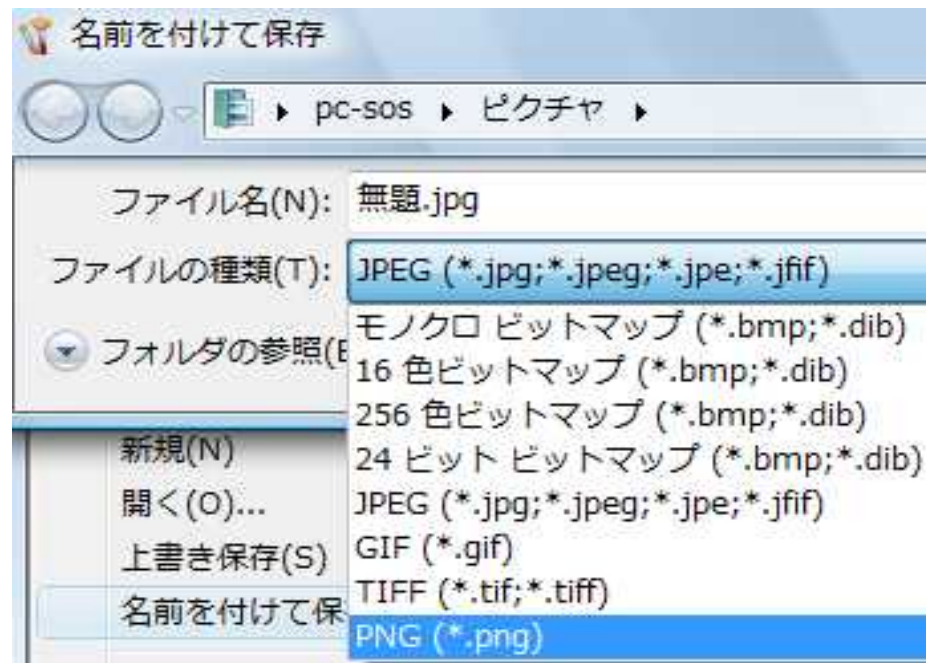 名前を付けて保存
pc-sos ピクチャ
ファイル名(N): 無題.jpg
ファイルの種類(T): JPEG (*.jpg;*.jpeg;*.jpe;*.jfif)
フォルダの参照(
モノクロ ビットマップ (*.bmp;*.dib)
16 色ビットマップ (*.bmp;*.dib)
256 色ビットマップ (*.bmp;*.dib)
24 ビット ビットマップ (*.bmp;*.dib)
JPEG (*.jpg;*.jpeg;*.jpe;*.jfif)
GIF (*.gif)
TIFF (*.tif;*.tiff)
PNG (*.png)
新規(N)
開く(O)...
上書き保存(S)
名前を付けて保